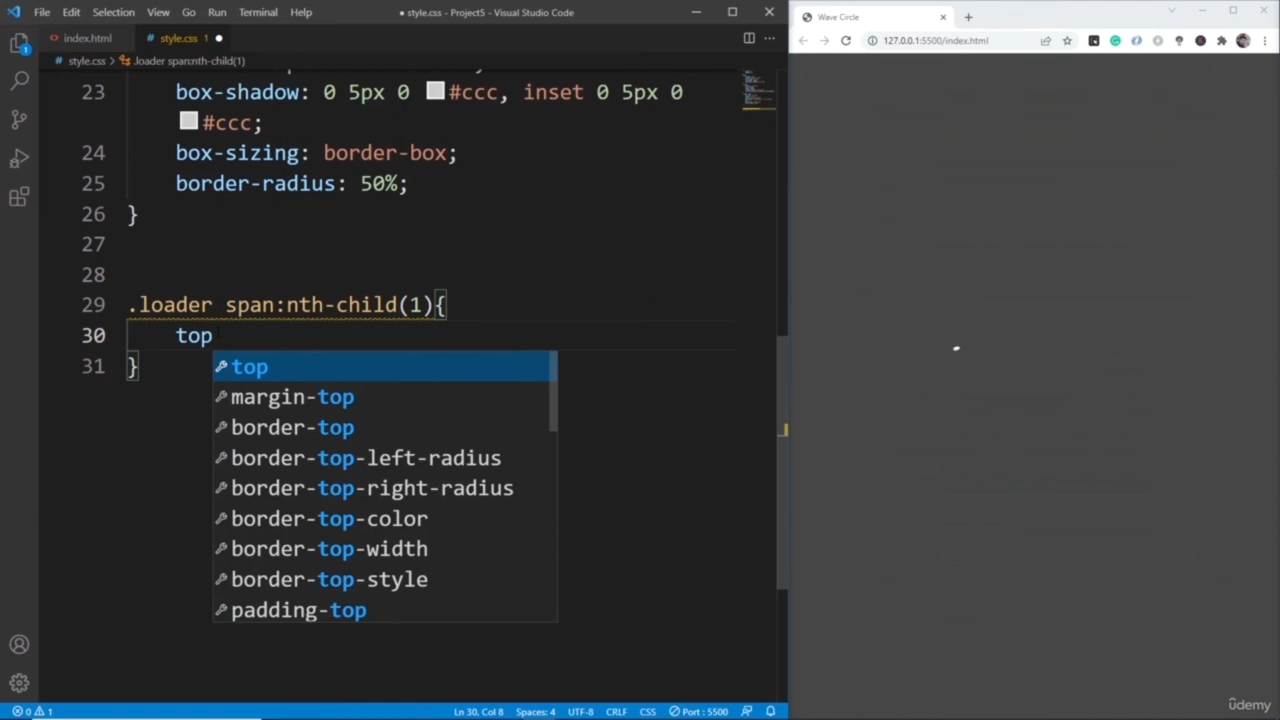 File Edit Selection View Go Run Terminal Help
● style.css - Project5 - Visual Studio Code
Wave Circle
index.html
style.css 1 ●
127.0.0.1:5500/index.html
style.css > .loader span:nth-child(1)
23 box-shadow: 0 5px 0 #ccc, inset 0 5px 0
#ccc;
24 box-sizing: border-box;
25 border-radius: 50%;
26 }
27
28
29 .loader span:nth-child(1){
30 top
31 }
top
margin-top
border-top
border-top-left-radius
border-top-right-radius
border-top-color
border-top-width
border-top-style
padding-top
1
0 1 Ln 30, Col 8 Spaces: 4 UTF-8 CRLF CSS Port : 5500
ûdemy